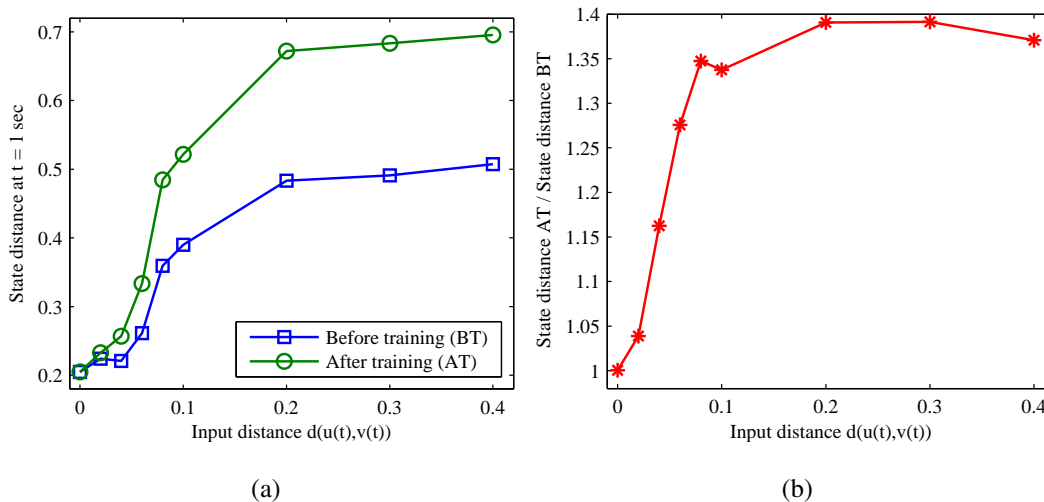 0.7
0.6
0.5
0.4
0.3
0.2
State distance at t = 1 sec
Before training (BT)
After training (AT)
0 0.1 0.2 0.3 0.4
Input distance d(u(t),v(t))
(a)
1.4
1.35
1.3
1.25
1.2
1.15
1.1
1.05
1
State distance AT / State distance BT
0 0.1 0.2 0.3 0.4
Input distance d(u(t),v(t))
(b)